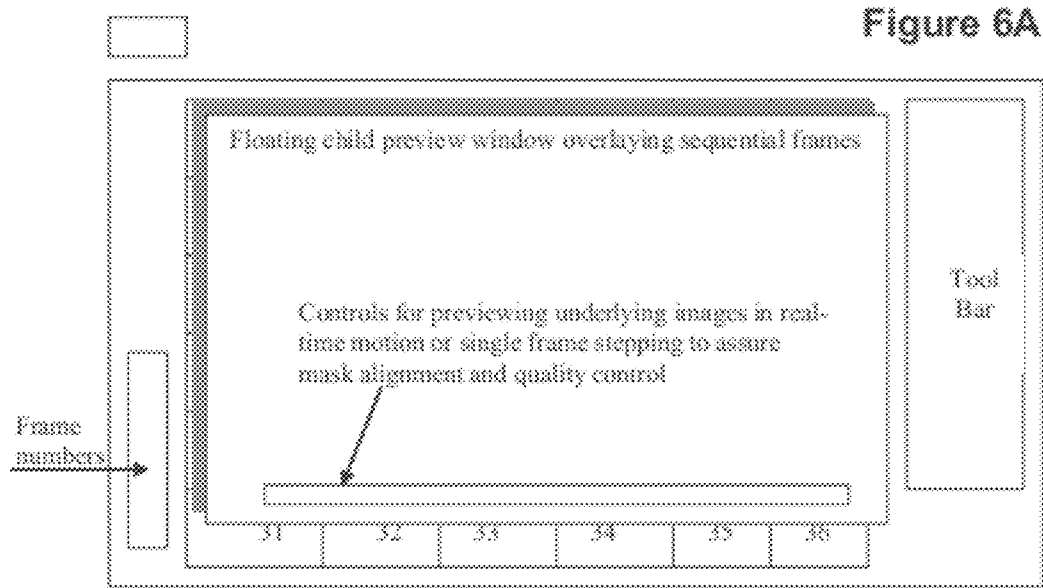 Figure 6A
Floating child preview window overlaying sequential frames
Tool
Bar
Controls for previewing underlying images in real-
time motion or single frame stepping to assure
mask alignment and quality control
Frame
numbers
31 32 33 34 35 36